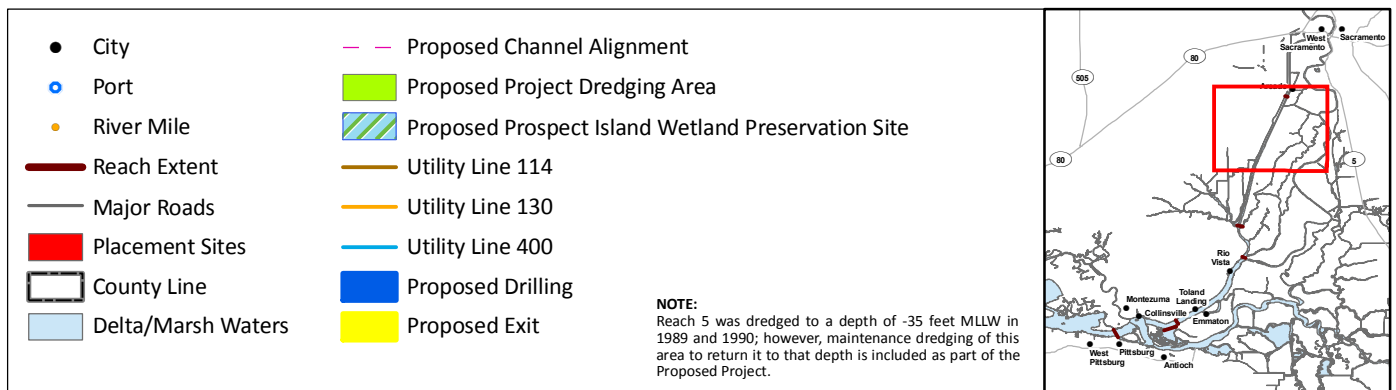 City
Port
River Mile
Reach Extent
Major Roads
Placement Sites
County Line
Delta/Marsh Waters
Proposed Channel Alignment
Proposed Project Dredging Area
Proposed Prospect Island Wetland Preservation Site
Utility Line 114
Utility Line 130
Utility Line 400
Proposed Drilling
Proposed Exit
NOTE:
Reach 5 was dredged to a depth of -35 feet MLLW in
1989 and 1990; however, maintenance dredging of this
area to return it to that depth is included as part of the
Proposed Project.
West
Sacramento
Sacramento
80
505
Arcade
80
5
Rio
Vista
Toland
Landing
Montezuma
Collinsville
Emmaton
West
Pittsburg
Pittsburg
Antioch